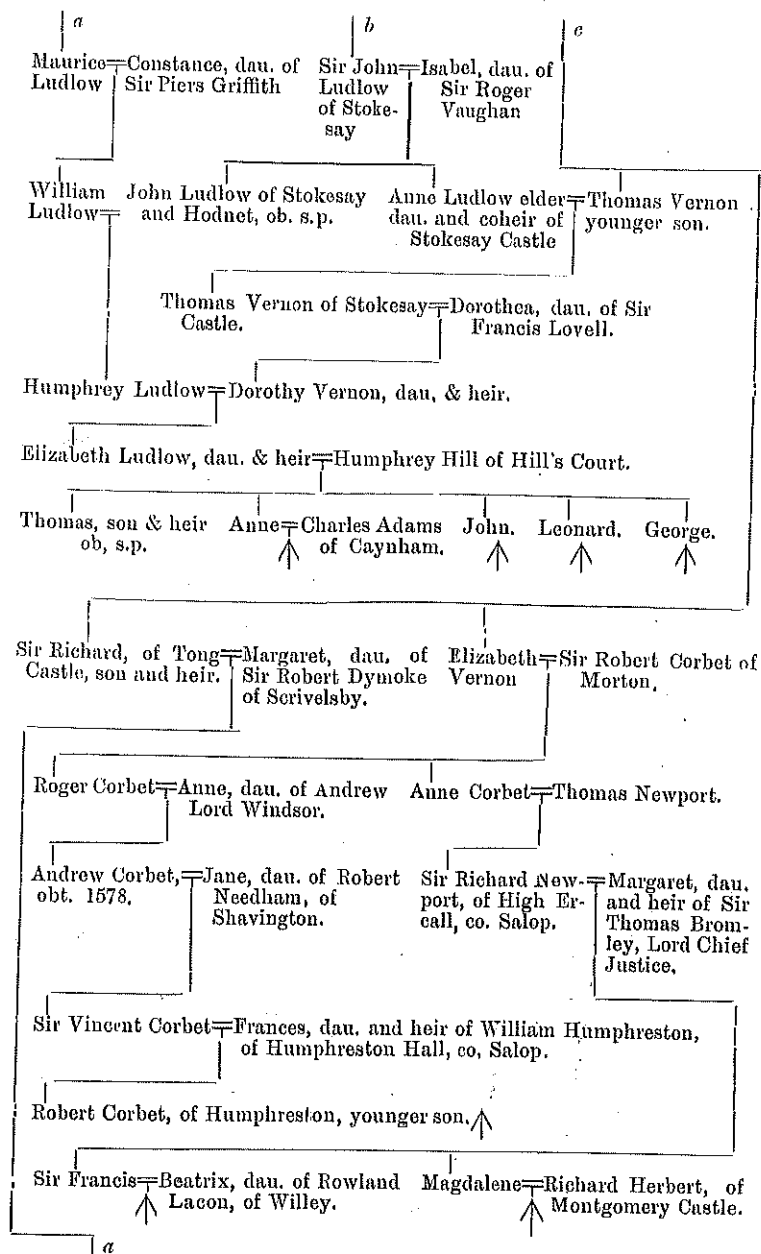 a b c
Maurice Constance, dau. of Sir John Isabel, dau. of
Ludlow Sir Piers Griffith Ludlow Sir Roger
of Stoke- Vaughan
say
William John Ludlow of Stokesay Anne Ludlow elder Thomas Vernon
Ludlow and Hodnet, ob. s.p. dau. and coheir of younger son.
Stokesay Castle
Thomas Vernon of Stokesay Dorothea, dau. of Sir
Castle. Francis Lovell.
Humphrey Ludlow Dorothy Vernon, dau. & heir.
Elizabeth Ludlow, dau. & heir Humphrey Hill of Hill's Court.
Thomas, son & heir Anne Charles Adams John. Leonard. George.
ob, s.p. of Caynham.
Sir Richard, of Tong Margaret, dau. of Elizabeth Sir Robert Corbet of
Castle, son and heir. Sir Robert Dymoke Vernon Morton.
of Scrivelsby.
Roger Corbet Anne, dau. of Andrew Anne Corbet Thomas Newport.
Lord Windsor.
Andrew Corbet, Jane, dau. of Robert Sir Richard New- Margaret, dau.
obt. 1578. Needham, of port, of High Er- and heir of Sir
Shavington. call, co. Salop. Thomas Brom-
ley, Lord Chief
Justice.
Sir Vincent Corbet Frances, dau. and heir of William Humphreston,
of Humphreston Hall, co, Salop.
Robert Corbet, of Humphreston, younger son.
Sir Francis Beatrix, dau. of Rowland Magdalene Richard Herbert, of
Lacon, of Willey. Montgomery Castle.
a